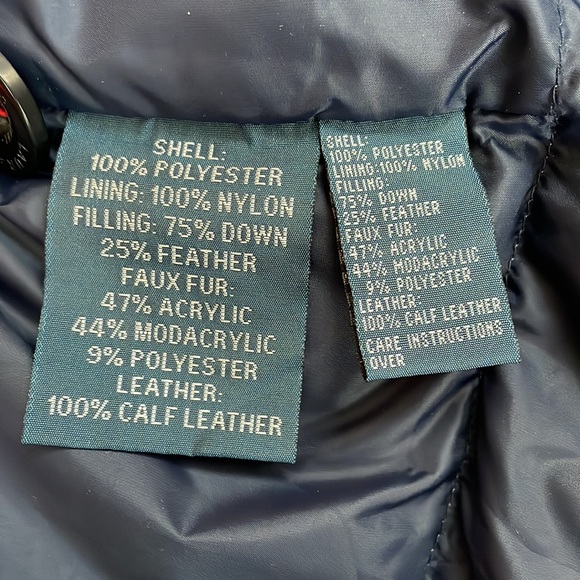 SHELL:
100% POLYESTER
LINING: 100% NYLON
FILLING: 75% DOWN
25% FEATHER
FAUX FUR:
47% ACRYLIC
44% MODACRYLIC
9% POLYESTER
LEATHER:
100% CALF LEATHER
SHELL:
100% POLYESTER
LINING: 100% NYLON
FILLING:
75% DOWN
25% FEATHER
FAUX FUR:
47% ACRYLIC
44% MODACRYLIC
9% POLYESTER
LEATHER:
100% CALF LEATHER
CARE INSTRUCTIONS
OVER